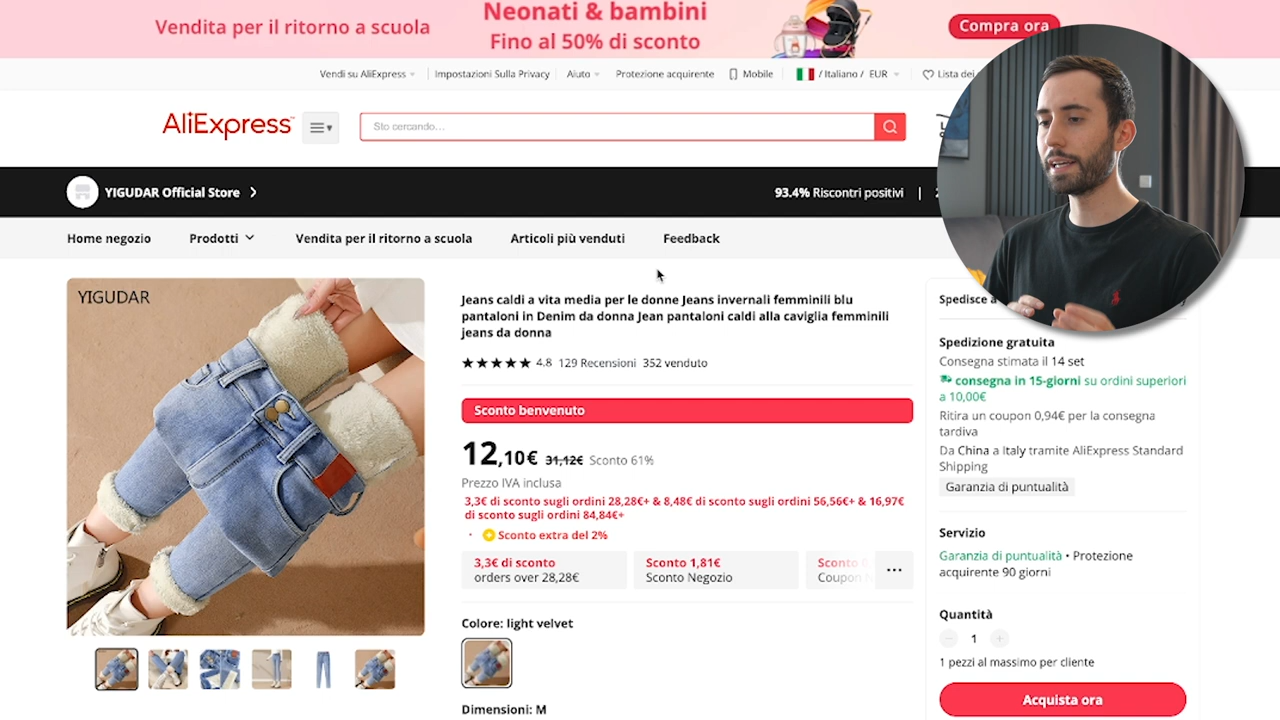 Vendita per il ritorno a scuola
Neonati & bambini
Fino al 50% di sconto
Compra ora
Vendi su AliExpress
Impostazioni Sulla Privacy
Aiuto
Protezione acquirente
Mobile
/ Italiano / EUR
Lista dei
AliExpress
Sto cercando...
YIGUDAR Official Store
93.4% Riscontri positivi |
Home negozio
Prodotti
Vendita per il ritorno a scuola
Articoli più venduti
Feedback
YIGUDAR
Jeans caldi a vita media per le donne Jeans invernali femminili blu
pantaloni in Denim da donna Jean pantaloni caldi alla caviglia femminili
jeans da donna
4.8 129 Recensioni 352 venduto
Sconto benvenuto
12,10€ 31,12€ Sconto 61%
Prezzo IVA inclusa
3,3€ di sconto sugli ordini 28,28€+ & 8,48€ di sconto sugli ordini 56,56€+ & 16,97€
di sconto sugli ordini 84,84€+
Sconto extra del 2%
3,3€ di sconto
orders over 28,28€
Sconto 1,81€
Sconto Negozio
Sconto
Coupon
...
Colore: light velvet
Dimensioni: M
Spedisce a
Spedizione gratuita
Consegna stimata il 14 set
consegna in 15-giorni su ordini superiori
a 10,00€
Ritira un coupon 0,94€ per la consegna
tardiva
Da China a Italy tramite AliExpress Standard
Shipping
Garanzia di puntualità
Servizio
Garanzia di puntualità • Protezione
acquirente 90 giorni
Quantità
1
1 pezzi al massimo per cliente
Acquista ora